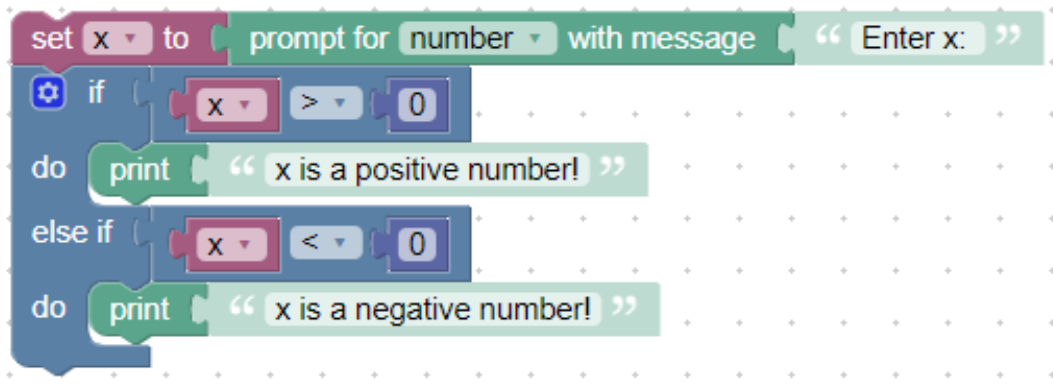 set x to prompt for number with message “ Enter x: ”
if x > 0
do print “ x is a positive number! ”
else if x < 0
do print “ x is a negative number! ”